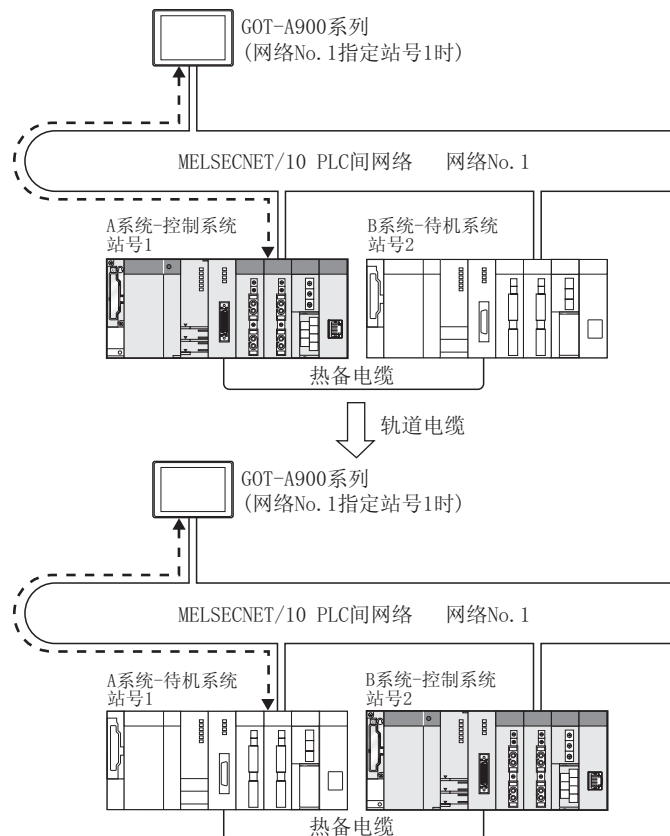 GOT-A900系列
(网络No.1指定站号1时)
MELSECNET/10 PLC间网络 网络No.1
A系统-控制系统
站号1
B系统-待机系统
站号2
热备电缆
轨道电缆
GOT-A900系列
(网络No.1指定站号1时)
MELSECNET/10 PLC间网络 网络No.1
A系统-待机系统
站号1
B系统-控制系统
站号2
热备电缆